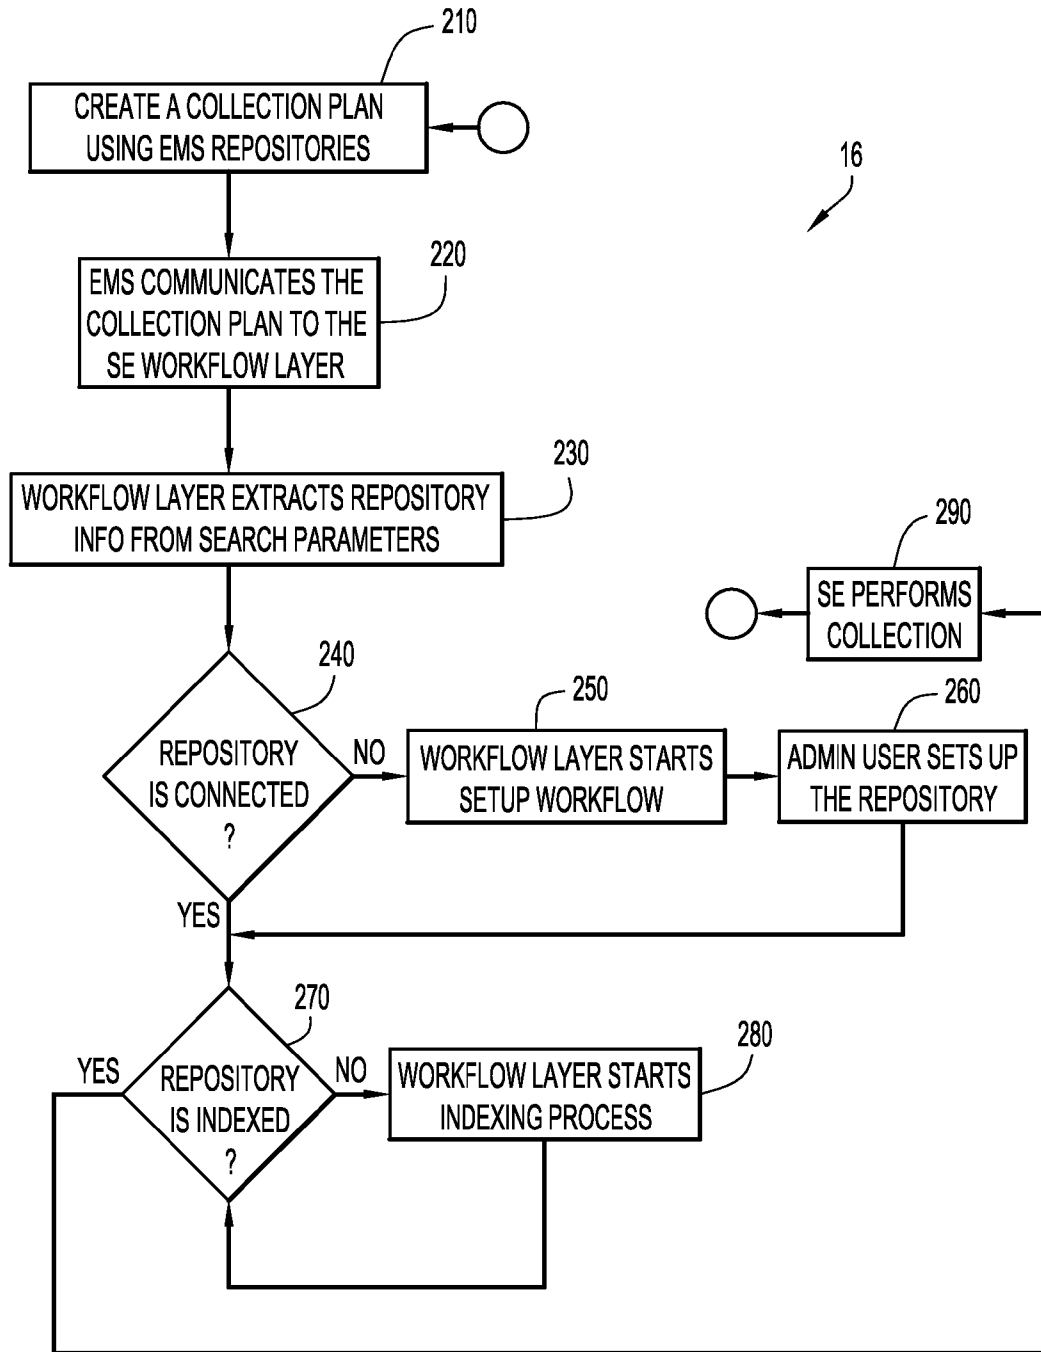 210
CREATE A COLLECTION PLAN
USING EMS REPOSITORIES
16
220
EMS COMMUNICATES THE
COLLECTION PLAN TO THE
SE WORKFLOW LAYER
230
WORKFLOW LAYER EXTRACTS REPOSITORY
INFO FROM SEARCH PARAMETERS
290
SE PERFORMS
COLLECTION
240
REPOSITORY
IS CONNECTED
?
NO
YES
250
WORKFLOW LAYER STARTS
SETUP WORKFLOW
260
ADMIN USER SETS UP
THE REPOSITORY
270
REPOSITORY
IS INDEXED
?
YES
NO
280
WORKFLOW LAYER STARTS
INDEXING PROCESS